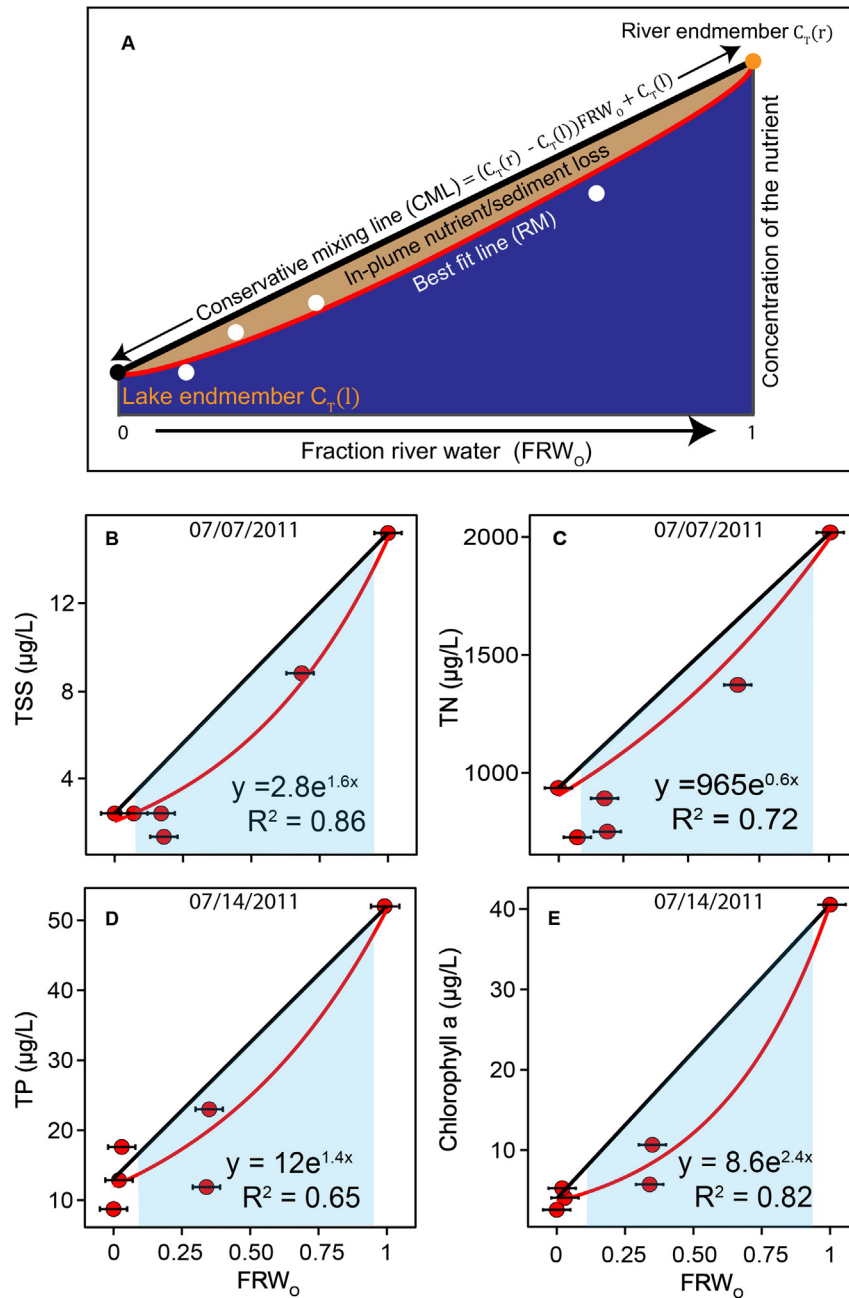 A
River endmember C_T(r)
Conservative mixing line (CML) = (C_T(r) - C_T(l))FRW_O + C_T(l)
In-plume nutrient/sediment loss
Best fit line (RM)
Concentration of the nutrient
Lake endmember C_T(l)
0
1
Fraction river water (FRW_O)
B
07/07/2011
TSS (µg/L)
12
8
4
y =2.8e^1.6x
R² = 0.86
C
07/07/2011
TN (µg/L)
2000
1500
1000
y =965e^0.6x
R² = 0.72
D
07/14/2011
TP (µg/L)
50
40
30
20
10
y = 12e^1.4x
R² = 0.65
0
0.25
0.50
0.75
1
FRW_O
E
07/14/2011
Chlorophyll a (µg/L)
40
30
20
10
y = 8.6e^2.4x
R² = 0.82
0
0.25
0.50
0.75
1
FRW_O